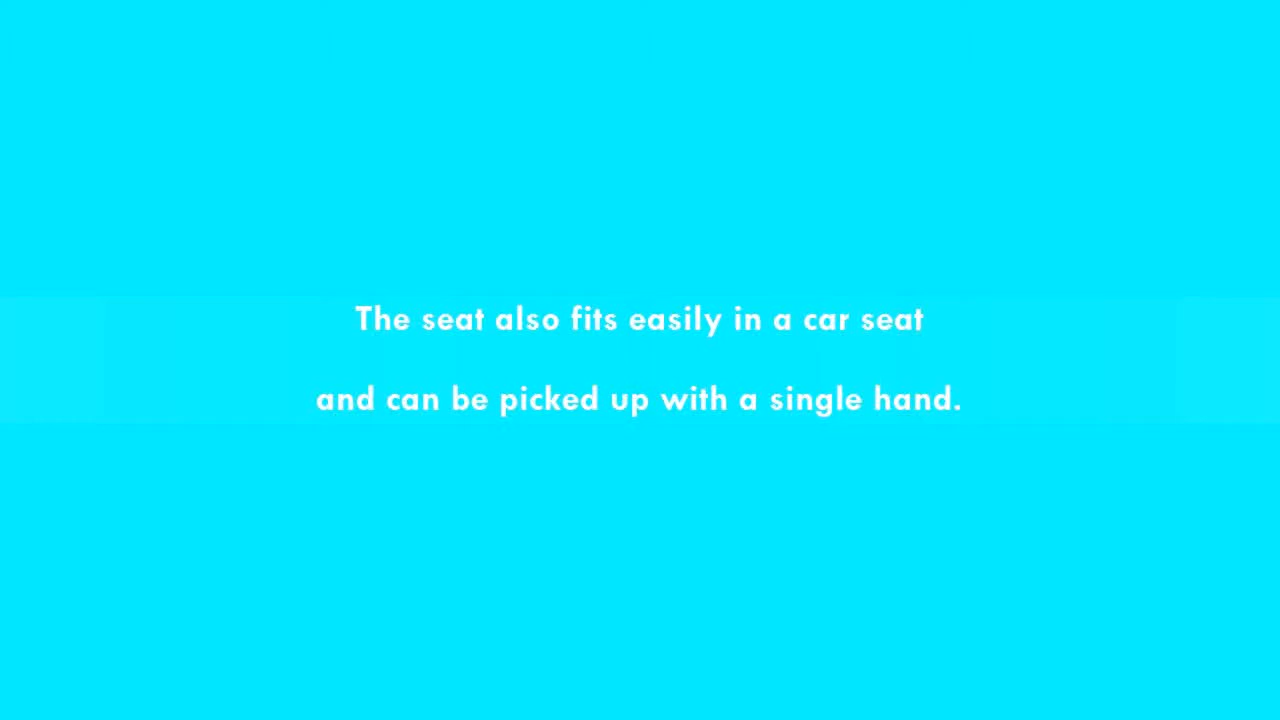 The seat also fits easily in a car seat
and can be picked up with a single hand.